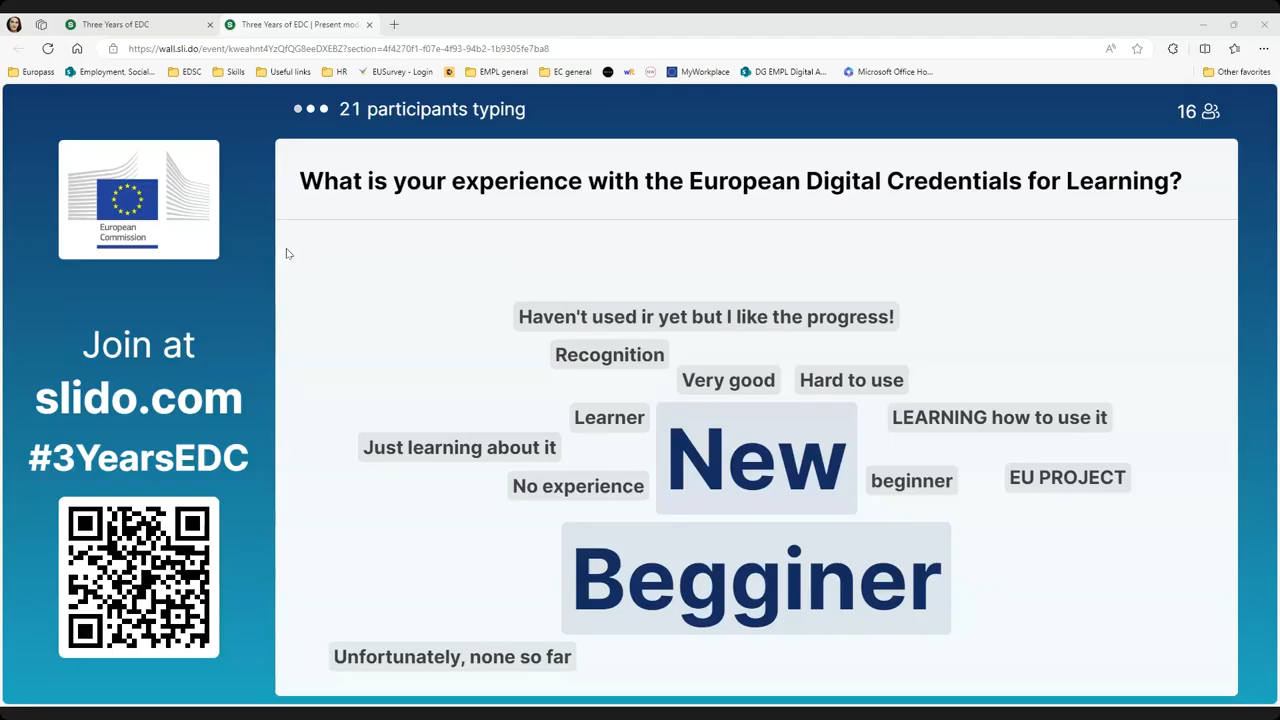 Three Years of EDC
Three Years of EDC | Present mod
https://wall.sli.do/event/kweahnt4YzQfQG8eeDXEBZ?section=4f4270f1-f07e-4f93-94b2-1b9305fe7ba8
Europass
Employment, Social...
EDSC
Skills
Useful links
HR
EUSurvey - Login
EMPL general
EC general
MyWorkplace
DG EMPL Digital A...
Microsoft Office Ho...
Other favorites
21 participants typing
16
European
Commission
Join at
slido.com
#3YearsEDC
What is your experience with the European Digital Credentials for Learning?
Haven't used ir yet but I like the progress!
Recognition
Very good
Hard to use
Learner
LEARNING how to use it
Just learning about it
New
No experience
beginner
EU PROJECT
Begginer
Unfortunately, none so far